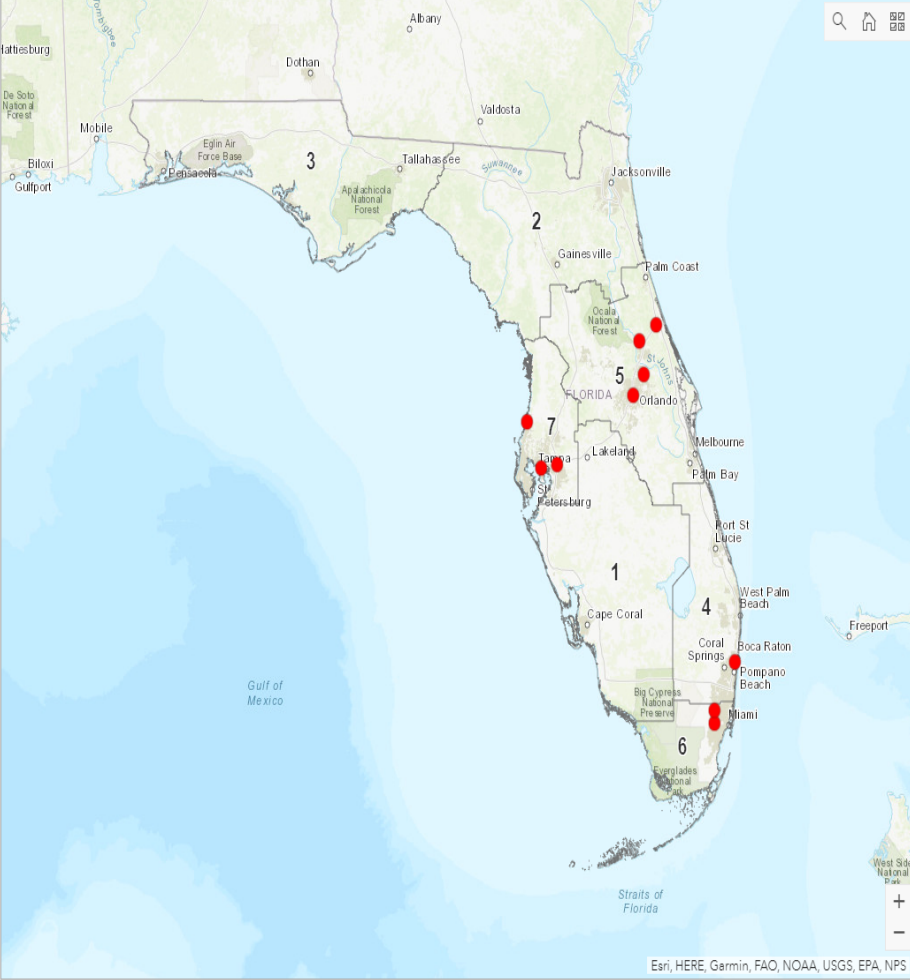 Tombigbee
Albany
Hattiesburg
Dothan
De Soto
National
Forest
Valdosta
Mobile
Eglin Air
Force Base
3
Tallahassee
Suwannee
Biloxi
Pensacola
Gulfport
Jacksonville
Apalachicola
National
Forest
2
Gainesville
Palm Coast
Ocala
National
Forest
St Johns
5
FLORIDA
Orlando
7
Melbourne
Tampa
Lakeland
Palm Bay
St
Petersburg
Port St
Lucie
1
West Palm
Beach
4
Cape Coral
Freeport
Coral
Springs
Boca Raton
Pompano
Beach
Gulf of
Mexico
Big Cypress
National
Preserve
Miami
6
Everglades
National
Park
West Side
National
Park
Straits of
Florida
+
−
Esri, HERE, Garmin, FAO, NOAA, USGS, EPA, NPS